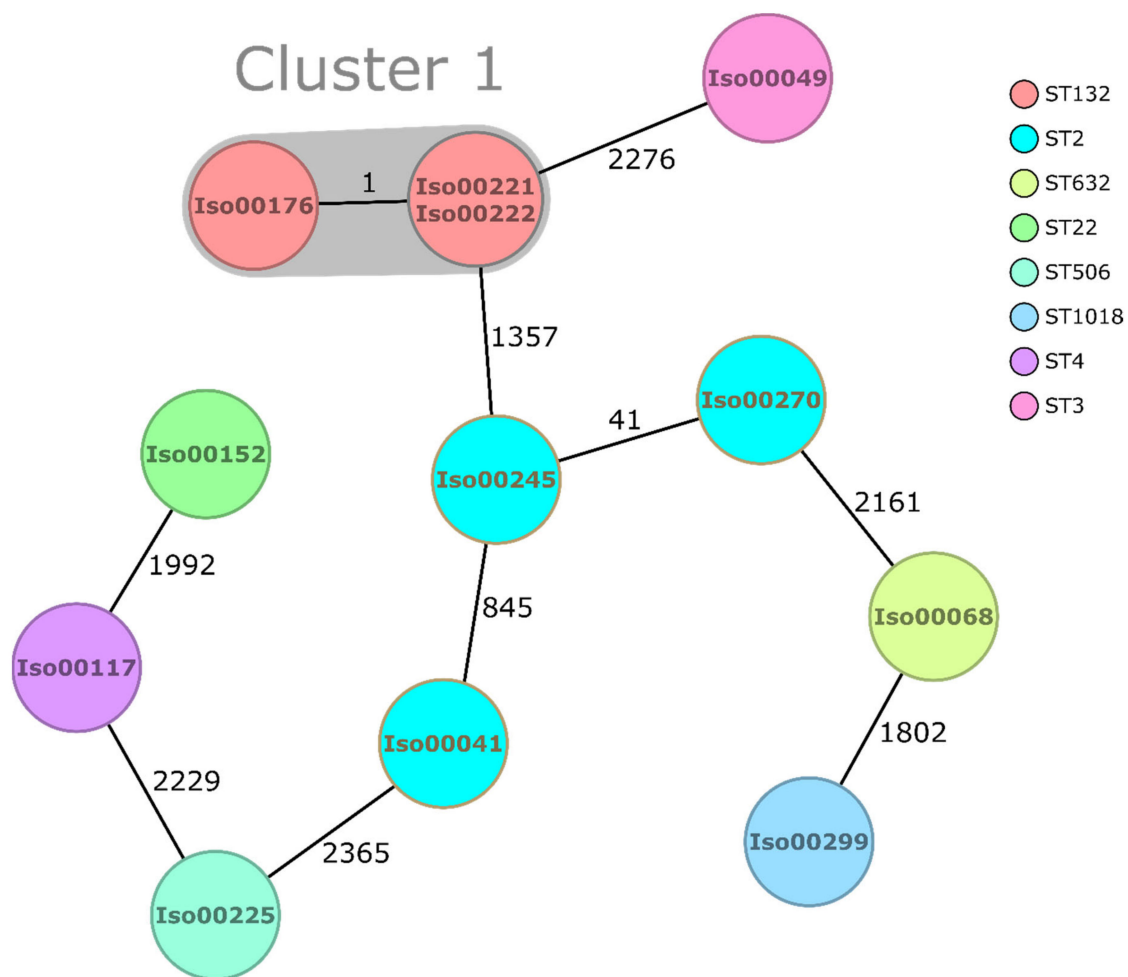 Cluster 1
Iso00049
ST132
ST2
ST632
ST22
ST506
ST1018
ST4
ST3
2276
1
Iso00176
Iso00221
Iso00222
1357
Iso00270
41
Iso00152
Iso00245
2161
1992
845
Iso00068
Iso00117
1802
Iso00041
2229
2365
Iso00299
Iso00225